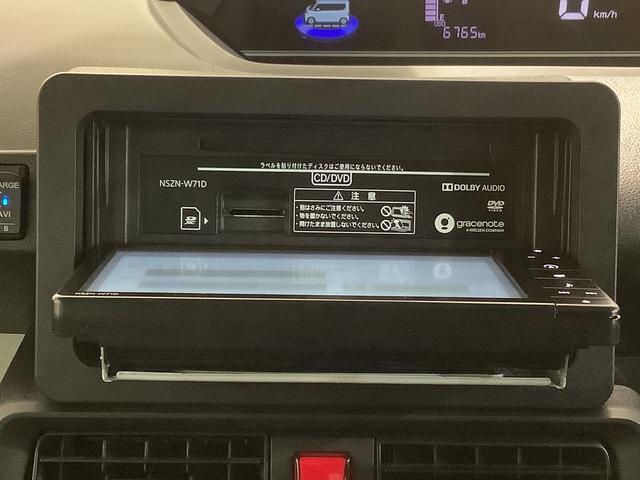 E
ODO 6765km
0 km/h
ラベルを貼り付けたディスクはご使用にならないでください。
CD/DVD
NSZN-W71D
⚠ 注意
・指はさみにご注意ください。
・物を置かないでください。
・開けたまま放置しないでください。
DOLBY AUDIO
DVD
VIDEO
gracenote
A NIELSEN COMPANY
NSZN-W71D